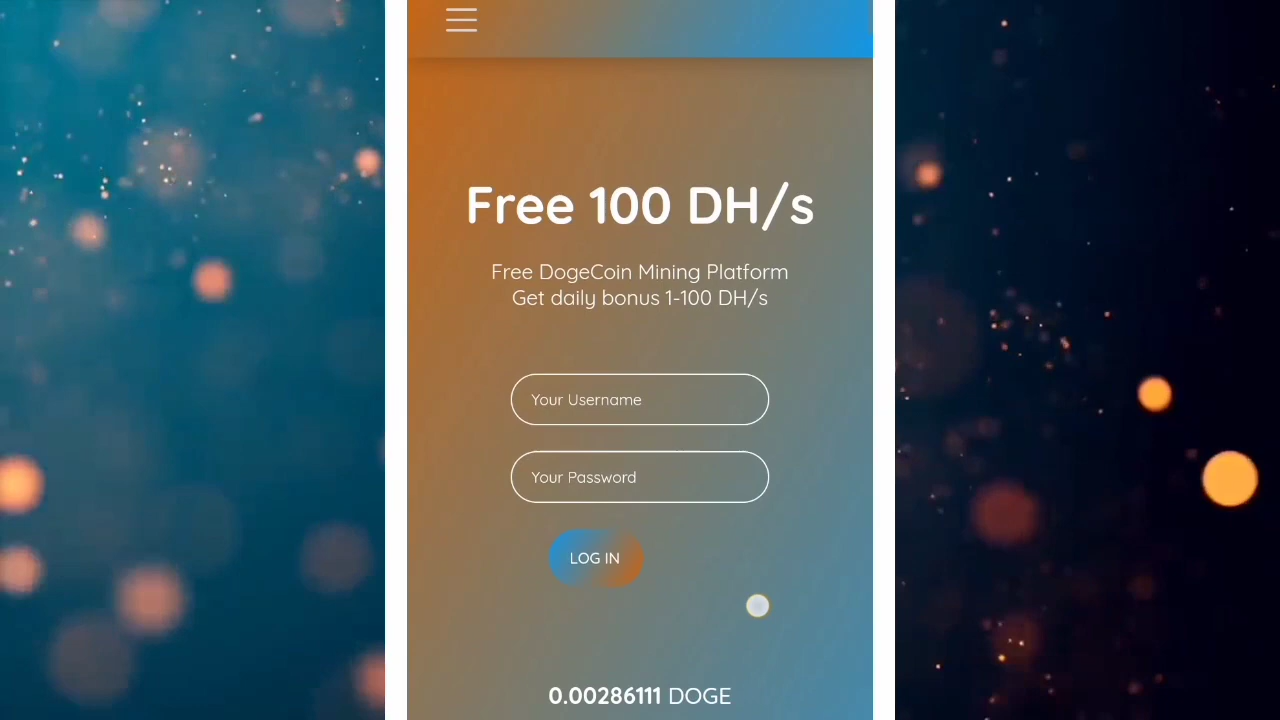 Free 100 DH/s
Free DogeCoin Mining Platform
Get daily bonus 1-100 DH/s
Your Username
Your Password
LOG IN
0.00286111 DOGE